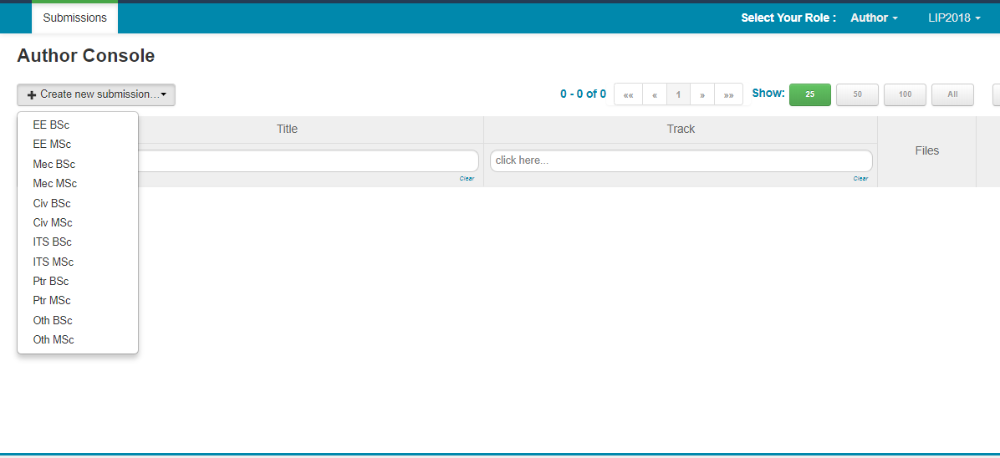 Submissions Select Your Role : Author LIP2018
Author Console
Create new submission... 0 - 0 of 0 «« « 1 » »» Show: 25 50 100 All
Title Track Files
click here...
Clear Clear
EE BSc
EE MSc
Mec BSc
Mec MSc
Civ BSc
Civ MSc
ITS BSc
ITS MSc
Ptr BSc
Ptr MSc
Oth BSc
Oth MSc